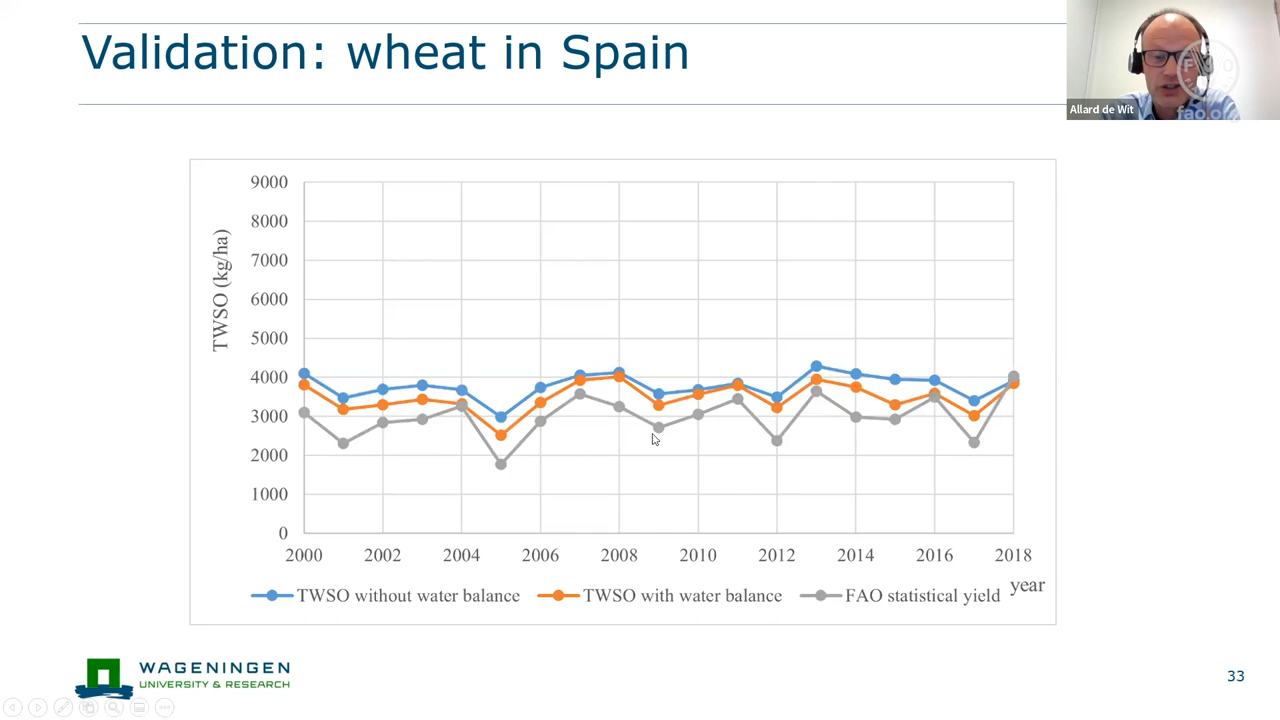 Validation: wheat in Spain
Allard de Wit
fao.org
TWSO (kg/ha)
9000
8000
7000
6000
5000
4000
3000
2000
1000
0
2000 2002 2004 2006 2008 2010 2012 2014 2016 2018
year
TWSO without water balance TWSO with water balance FAO statistical yield
WAGENINGEN
UNIVERSITY & RESEARCH
33